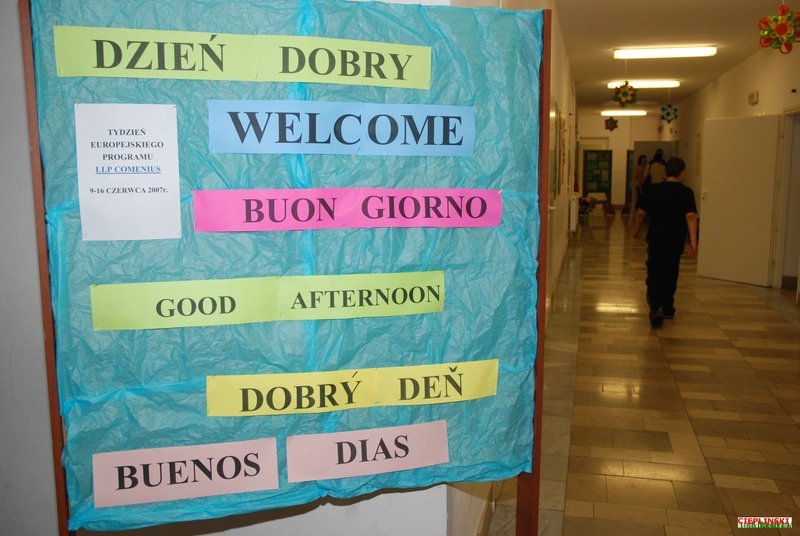 DZIEŃ DOBRY
WELCOME
TYDZIEŃ
EUROPEJSKIEGO
PROGRAMU
LLP COMENIUS
9-16 CZERWCA 2007r.
BUON GIORNO
GOOD AFTERNOON
DOBRÝ DEŇ
BUENOS DIAS
CIEPLINSKI